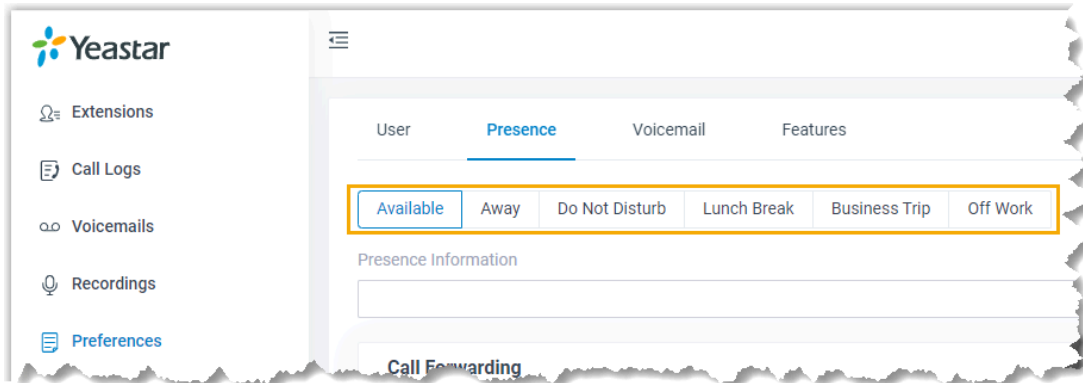 Yeastar
Extensions
Call Logs
Voicemails
Recordings
Preferences
User Presence Voicemail Features
Available Away Do Not Disturb Lunch Break Business Trip Off Work
Presence Information
Call Forwarding